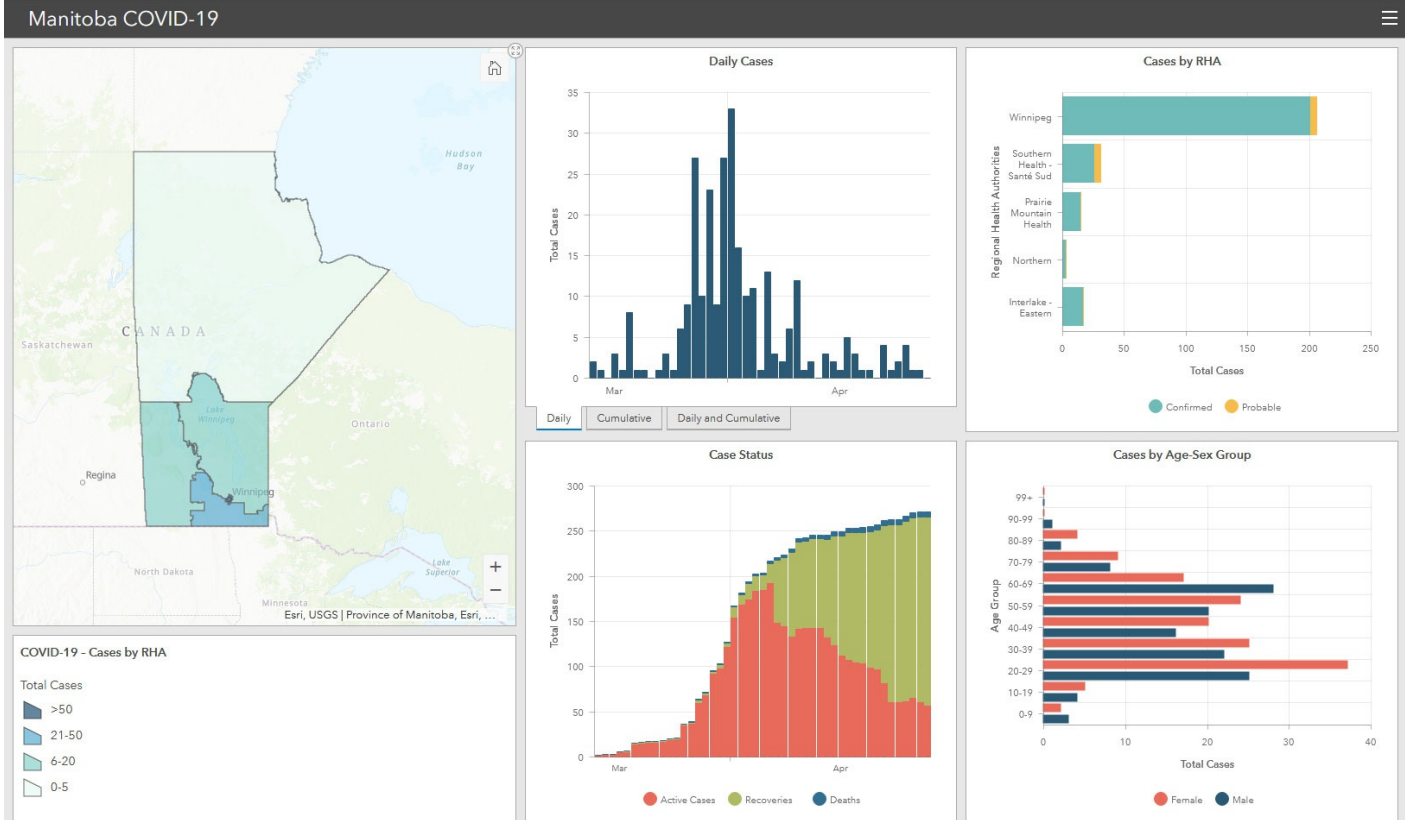 Manitoba COVID-19
Hudson
Bay
CANADA
Saskatchewan
Lake
Winnipeg
Ontario
Regina
Winnipeg
North Dakota
Lake
Superior
Minnesota
+
−
Esri, USGS | Province of Manitoba, Esri, ...
COVID-19 - Cases by RHA
Total Cases
>50
21-50
6-20
0-5
Daily Cases
Total Cases
35
30
25
20
15
10
5
0
Mar
Apr
Daily
Cumulative
Daily and Cumulative
Case Status
Total Cases
300
250
200
150
100
50
0
Mar
Apr
Active Cases
Recoveries
Deaths
Cases by RHA
Regional Health Authorities
Winnipeg
Southern
Health -
Santé Sud
Prairie
Mountain
Health
Northern
Interlake -
Eastern
0 50 100 150 200 250
Total Cases
Confirmed
Probable
Cases by Age-Sex Group
Age Group
99+
90-99
80-89
70-79
60-69
50-59
40-49
30-39
20-29
10-19
0-9
0 10 20 30 40
Total Cases
Female
Male